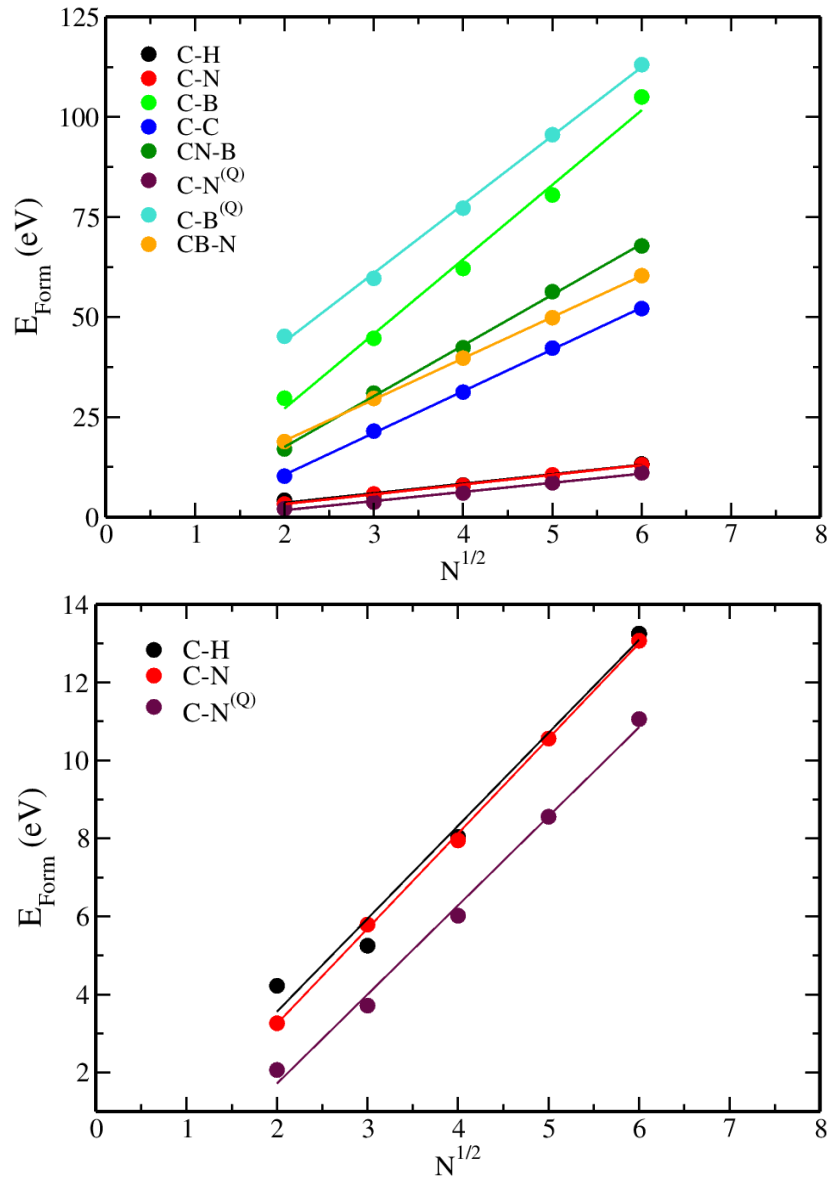 125
100
75
50
25
0
E_Form (eV)
C-H
C-N
C-B
C-C
CN-B
C-N^(Q)
C-B^(Q)
CB-N
0 1 2 3 4 5 6 7 8
N^1/2
14
12
10
8
6
4
2
E_Form (eV)
C-H
C-N
C-N^(Q)
0 1 2 3 4 5 6 7 8
N^1/2